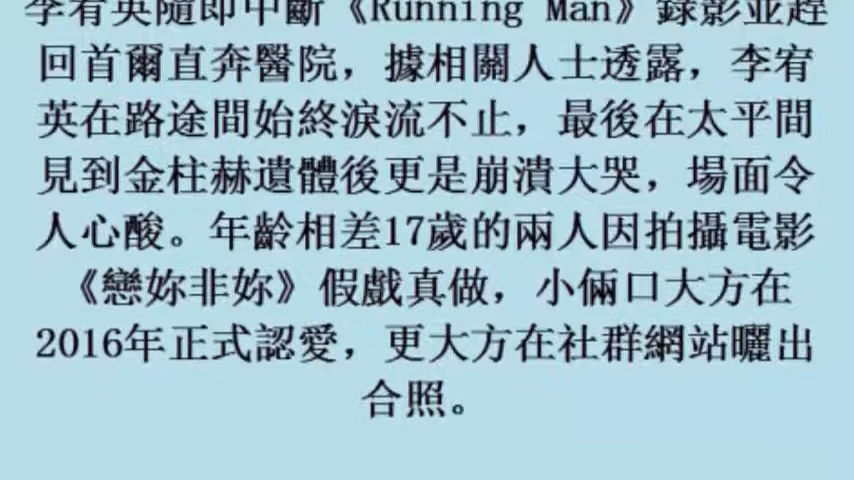 李宥英隨即中斷《Running Man》錄影並趕
回首爾直奔醫院，據相關人士透露，李宥
英在路途間始終淚流不止，最後在太平間
見到金柱赫遺體後更是崩潰大哭，場面令
人心酸。年齡相差17歲的兩人因拍攝電影
《戀妳非妳》假戲真做，小倆口大方在
2016年正式認愛，更大方在社群網站曬出
合照。